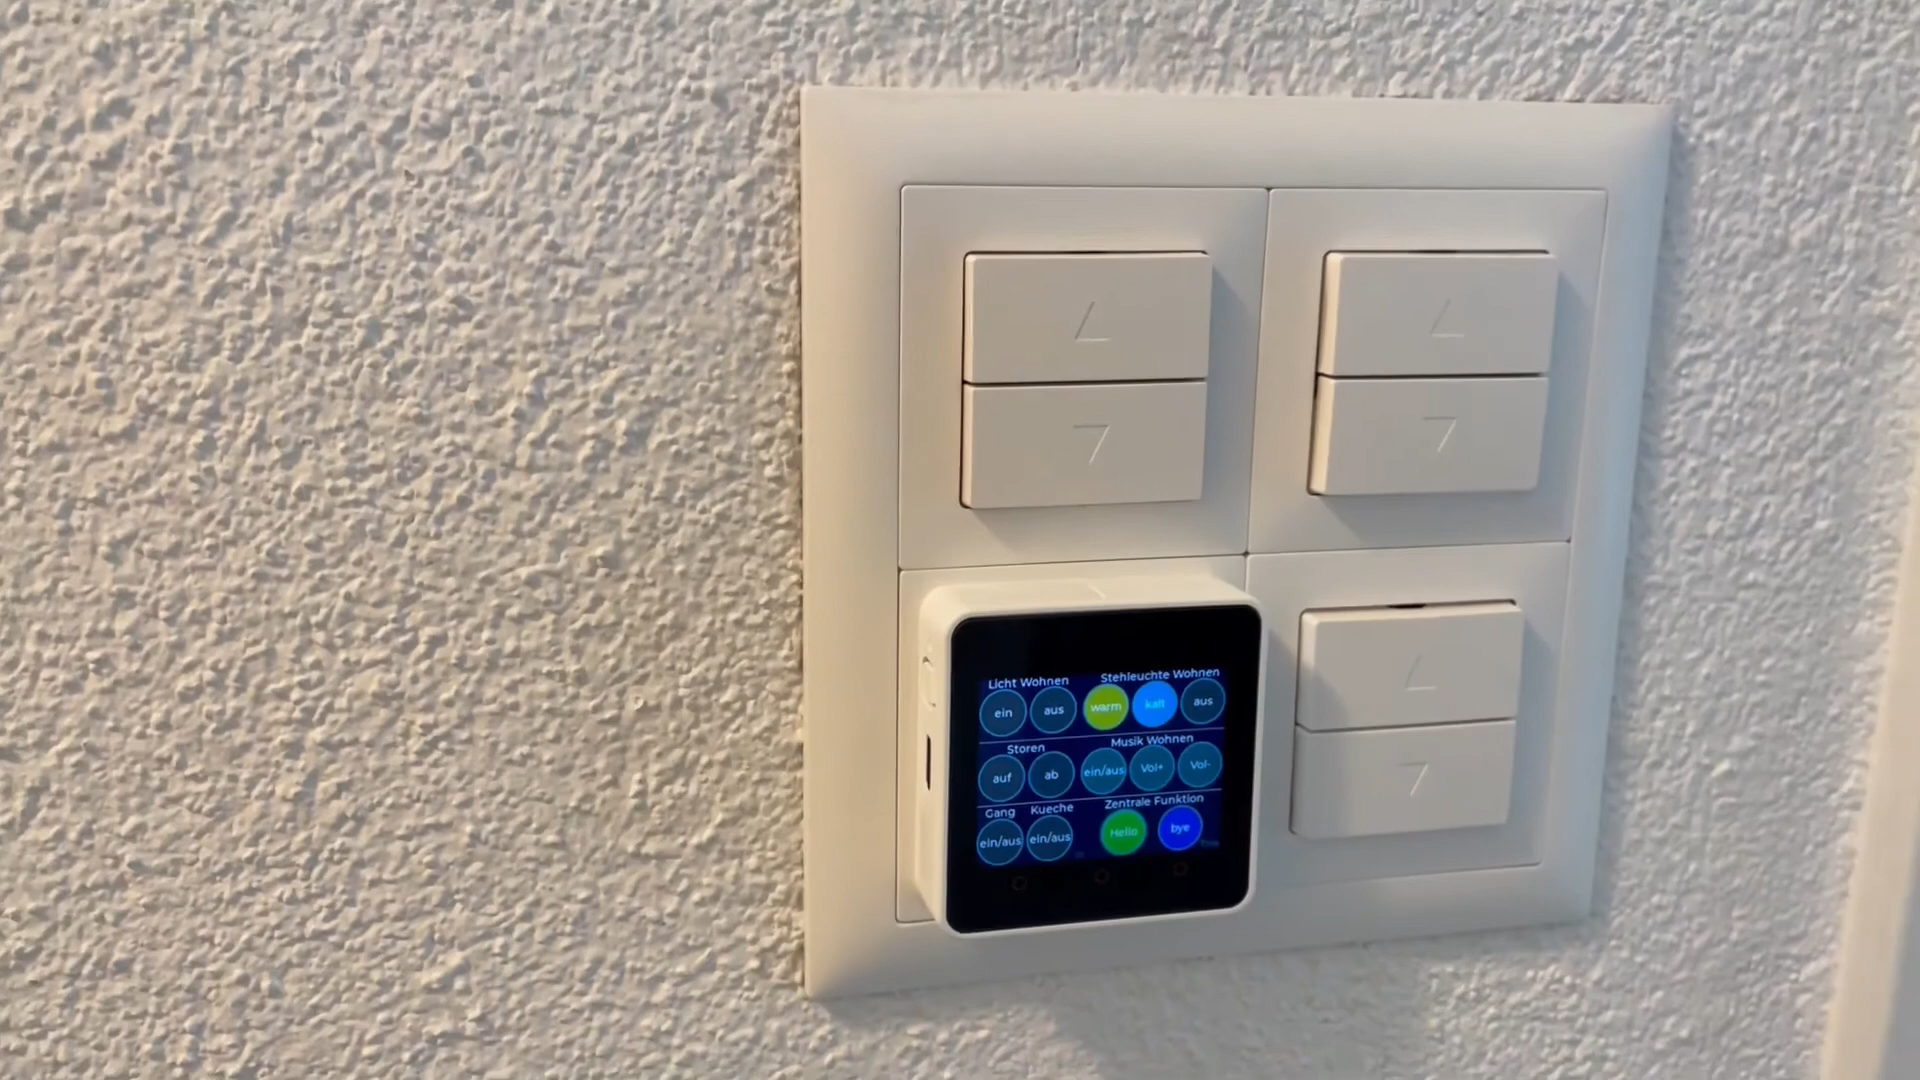 Licht Wohnen Stehleuchte Wohnen
ein aus warm kalt aus
Storen Musik Wohnen
auf ab ein/aus Vol+ Vol-
Gang Kueche Zentrale Funktion
ein/aus ein/aus Hello bye